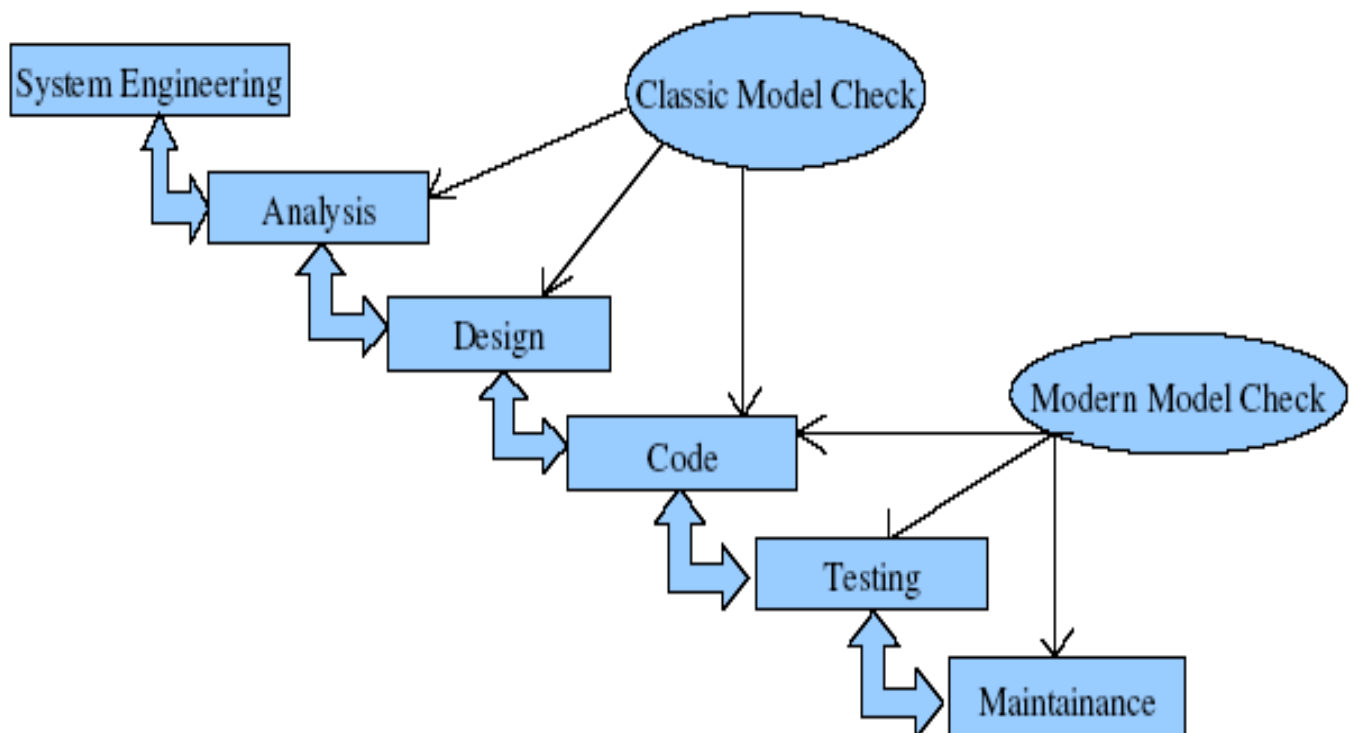 System Engineering
Classic Model Check
Analysis
Design
Modern Model Check
Code
Testing
Maintainance